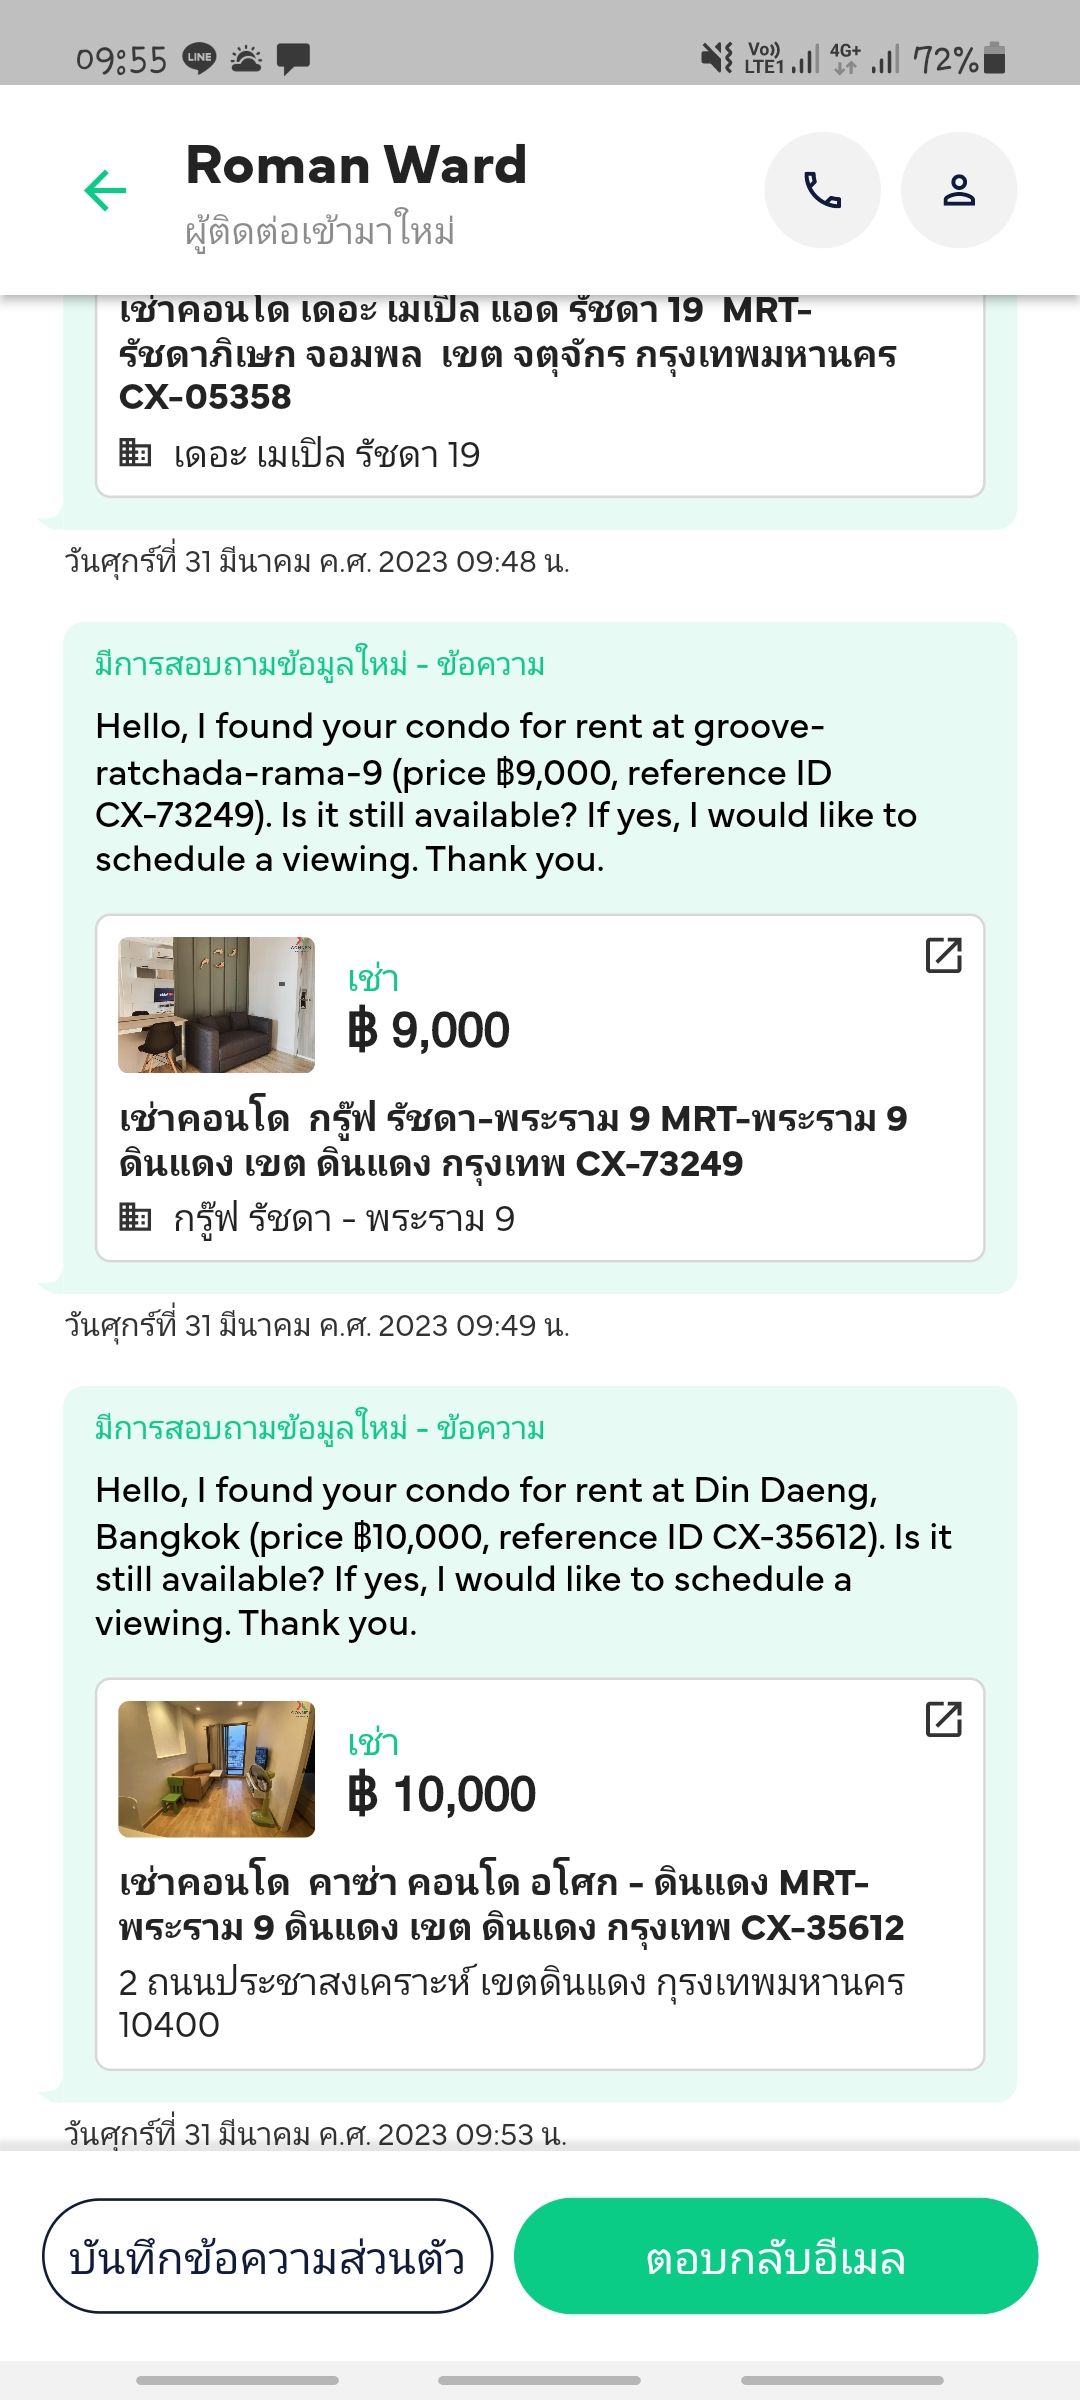 09:55 LINE Vo)) LTE1 4G+ 72%
Roman Ward
ผู้ติดต่อเข้ามาใหม่
เช่าคอนโด เดอะ เมเปิล แอด รัชดา 19 MRT-
รัชดาภิเษก จอมพล เขต จตุจักร กรุงเทพมหานคร
CX-05358
เดอะ เมเปิล รัชดา 19
วันศุกร์ที่ 31 มีนาคม ค.ศ. 2023 09:48 น.
มีการสอบถามข้อมูลใหม่ - ข้อความ
Hello, I found your condo for rent at groove-
ratchada-rama-9 (price ฿9,000, reference ID
CX-73249). Is it still available? If yes, I would like to
schedule a viewing. Thank you.
เช่า
฿ 9,000
เช่าคอนโด กรู๊ฟ รัชดา-พระราม 9 MRT-พระราม 9
ดินแดง เขต ดินแดง กรุงเทพ CX-73249
กรู๊ฟ รัชดา - พระราม 9
วันศุกร์ที่ 31 มีนาคม ค.ศ. 2023 09:49 น.
มีการสอบถามข้อมูลใหม่ - ข้อความ
Hello, I found your condo for rent at Din Daeng,
Bangkok (price ฿10,000, reference ID CX-35612). Is it
still available? If yes, I would like to schedule a
viewing. Thank you.
เช่า
฿ 10,000
เช่าคอนโด คาซ่า คอนโด อโศก - ดินแดง MRT-
พระราม 9 ดินแดง เขต ดินแดง กรุงเทพ CX-35612
2 ถนนประชาสงเคราะห์ เขตดินแดง กุรงเทพมหานคร
10400
วันศุกร์ที่ 31 มีนาคม ค.ศ. 2023 09:53 น.
บันทึกข้อความส่วนตัว
ตอบกลับอีเมล